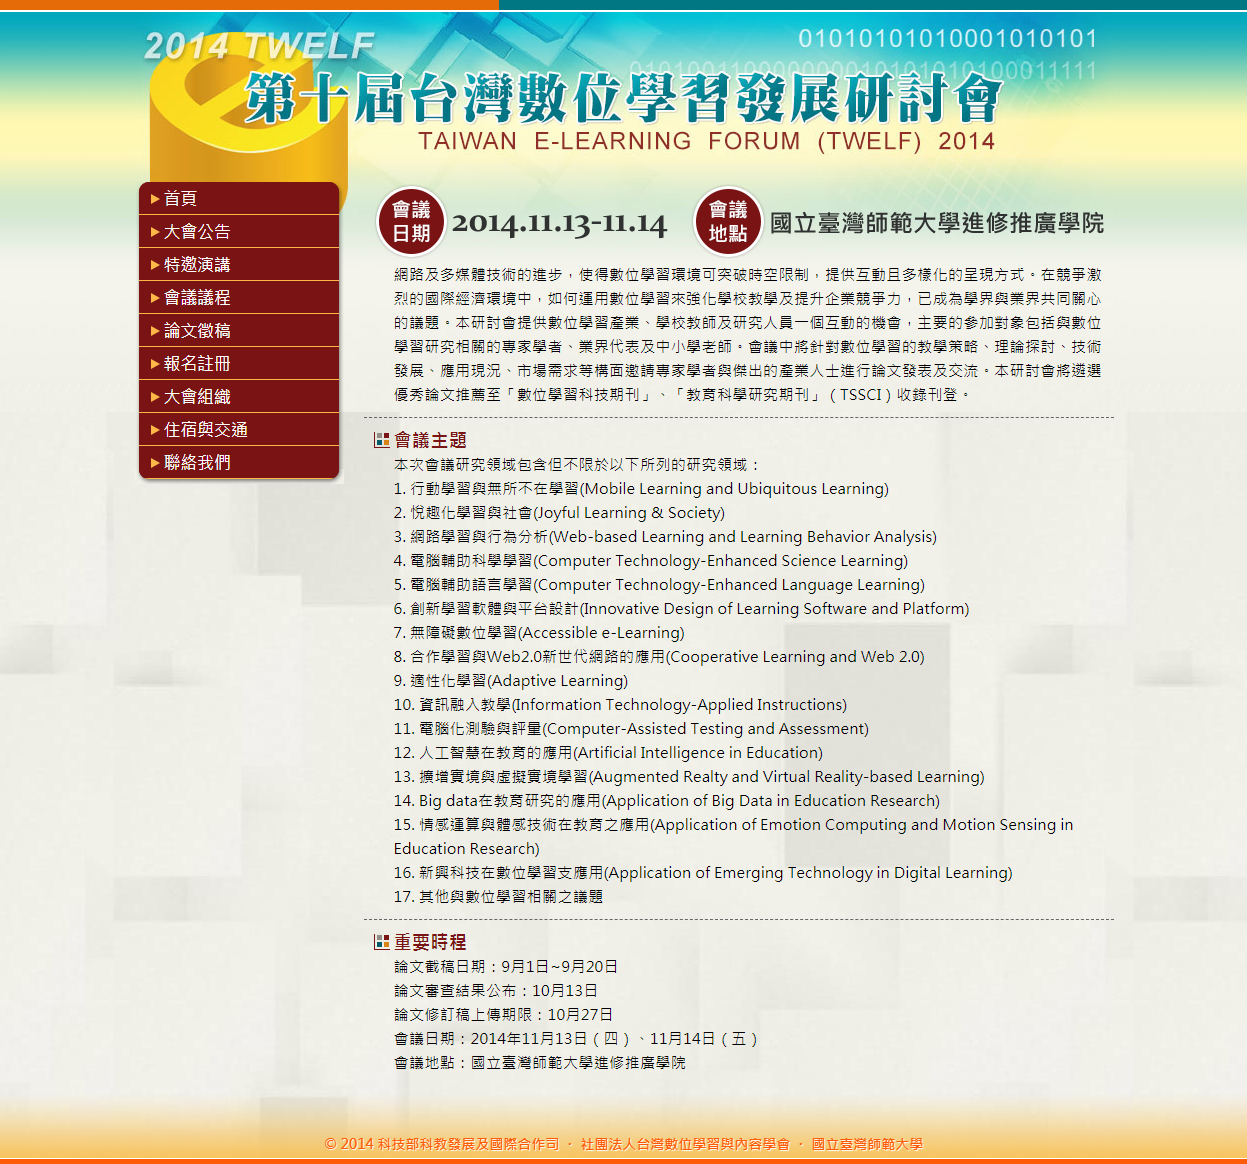 2014 TWELF
01010101010001010101
第十屆台灣數位學習發展研討會
TAIWAN E-LEARNING FORUM (TWELF) 2014
首頁
大會公告
特邀演講
會議議程
論文徵稿
報名註冊
大會組織
住宿與交通
聯絡我們
會議日期
2014.11.13-11.14
會議地點
國立臺灣師範大學進修推廣學院
網路及多媒體技術的進步，使得數位學習環境可突破時空限制，提供互動且多樣化的呈現方式。在競爭激
烈的國際經濟環境中，如何運用數位學習來強化學校教學及提升企業競爭力，已成為學界與業界共同關心
的議題。本研討會提供數位學習產業、學校教師及研究人員一個互動的機會，主要的參加對象包括與數位
學習研究相關的專家學者、業界代表及中小學老師。會議中將針對數位學習的教學策略、理論探討、技術
發展、應用現況、市場需求等構面邀請專家學者與傑出的產業人士進行論文發表及交流。本研討會將遴選
優秀論文推薦至「數位學習科技期刊」、「教育科學研究期刊」（TSSCI）收錄刊登。
會議主題
本次會議研究領域包含但不限於以下所列的研究領域：
1. 行動學習與無所不在學習(Mobile Learning and Ubiquitous Learning)
2. 悅趣化學習與社會(Joyful Learning & Society)
3. 網路學習與行為分析(Web-based Learning and Learning Behavior Analysis)
4. 電腦輔助科學學習(Computer Technology-Enhanced Science Learning)
5. 電腦輔助語言學習(Computer Technology-Enhanced Language Learning)
6. 創新學習軟體與平台設計(Innovative Design of Learning Software and Platform)
7. 無障礙數位學習(Accessible e-Learning)
8. 合作學習與Web2.0新世代網路的應用(Cooperative Learning and Web 2.0)
9. 適性化學習(Adaptive Learning)
10. 資訊融入教學(Information Technology-Applied Instructions)
11. 電腦化測驗與評量(Computer-Assisted Testing and Assessment)
12. 人工智慧在教育的應用(Artificial Intelligence in Education)
13. 擴增實境與虛擬實境學習(Augmented Realty and Virtual Reality-based Learning)
14. Big data在教育研究的應用(Application of Big Data in Education Research)
15. 情感運算與體感技術在教育之應用(Application of Emotion Computing and Motion Sensing in
Education Research)
16. 新興科技在數位學習支應用(Application of Emerging Technology in Digital Learning)
17. 其他與數位學習相關之議題
重要時程
論文截稿日期：9月1日~9月20日
論文審查結果公布：10月13日
論文修訂稿上傳期限：10月27日
會議日期：2014年11月13日（四）、11月14日（五）
會議地點：國立臺灣師範大學進修推廣學院
© 2014 科技部科教發展及國際合作司 ‧ 社團法人台灣數位學習與內容學會 ‧ 國立臺灣師範大學